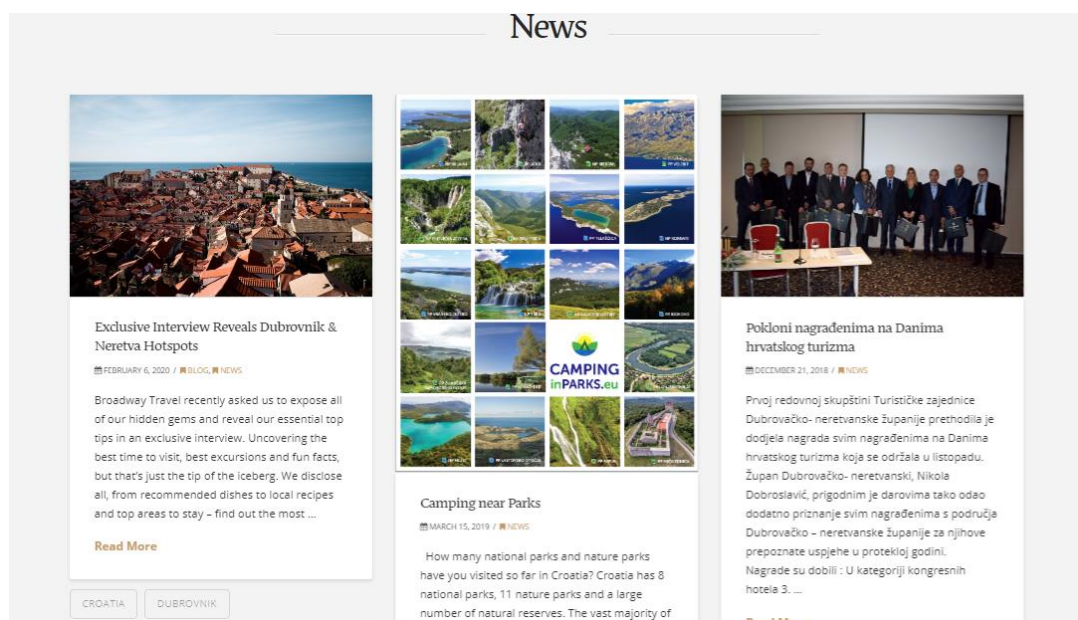 News
Exclusive Interview Reveals Dubrovnik &
Neretva Hotspots
FEBRUARY 6, 2020 / BLOG, NEWS
Broadway Travel recently asked us to expose all
of our hidden gems and reveal our essential top
tips in an exclusive interview. Uncovering the
best time to visit, best excursions and fun facts,
but that's just the tip of the iceberg. We disclose
all, from recommended dishes to local recipes
and top areas to stay – find out the most ...
Read More
CROATIA
DUBROVNIK
CAMPING
inPARKS.eu
Camping near Parks
MARCH 15, 2019 / NEWS
How many national parks and nature parks
have you visited so far in Croatia? Croatia has 8
national parks, 11 nature parks and a large
number of natural reserves. The vast majority of
Pokloni nagrađenima na Danima
hrvatskog turizma
DECEMBER 21, 2018 / NEWS
Prvoj redovnoj skupštini Turističke zajednice
Dubrovačko- neretvanske županije prethodila je
dodjela nagrada svim nagrađenima na Danima
hrvatskog turizma koja se održala u listopadu.
Župan Dubrovačko- neretvanski, Nikola
Dobroslavić, prigodnim je darovima tako odao
dodatno priznanje svim nagrađenima s područja
Dubrovačko – neretvanske županije za njihove
prepoznate uspjehe u protekloj godini.
Nagrade su dobili : U kategoriji kongresnih
hotela 3. ...